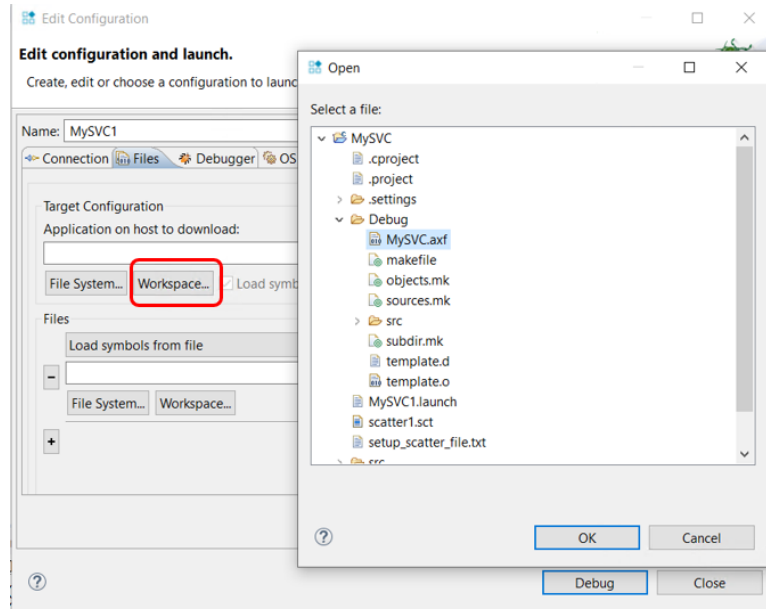 Edit Configuration
Edit configuration and launch.
Create, edit or choose a configuration to launc
Name: MySVC1
Connection Files Debugger OS
Target Configuration
Application on host to download:
File System... Workspace... Load symb
Files
Load symbols from file
-
File System... Workspace...
+
Debug Close
Open
Select a file:
MySVC
.cproject
.project
.settings
Debug
MySVC.axf
makefile
objects.mk
sources.mk
src
subdir.mk
template.d
template.o
MySVC1.launch
scatter1.sct
setup_scatter_file.txt
src
OK Cancel